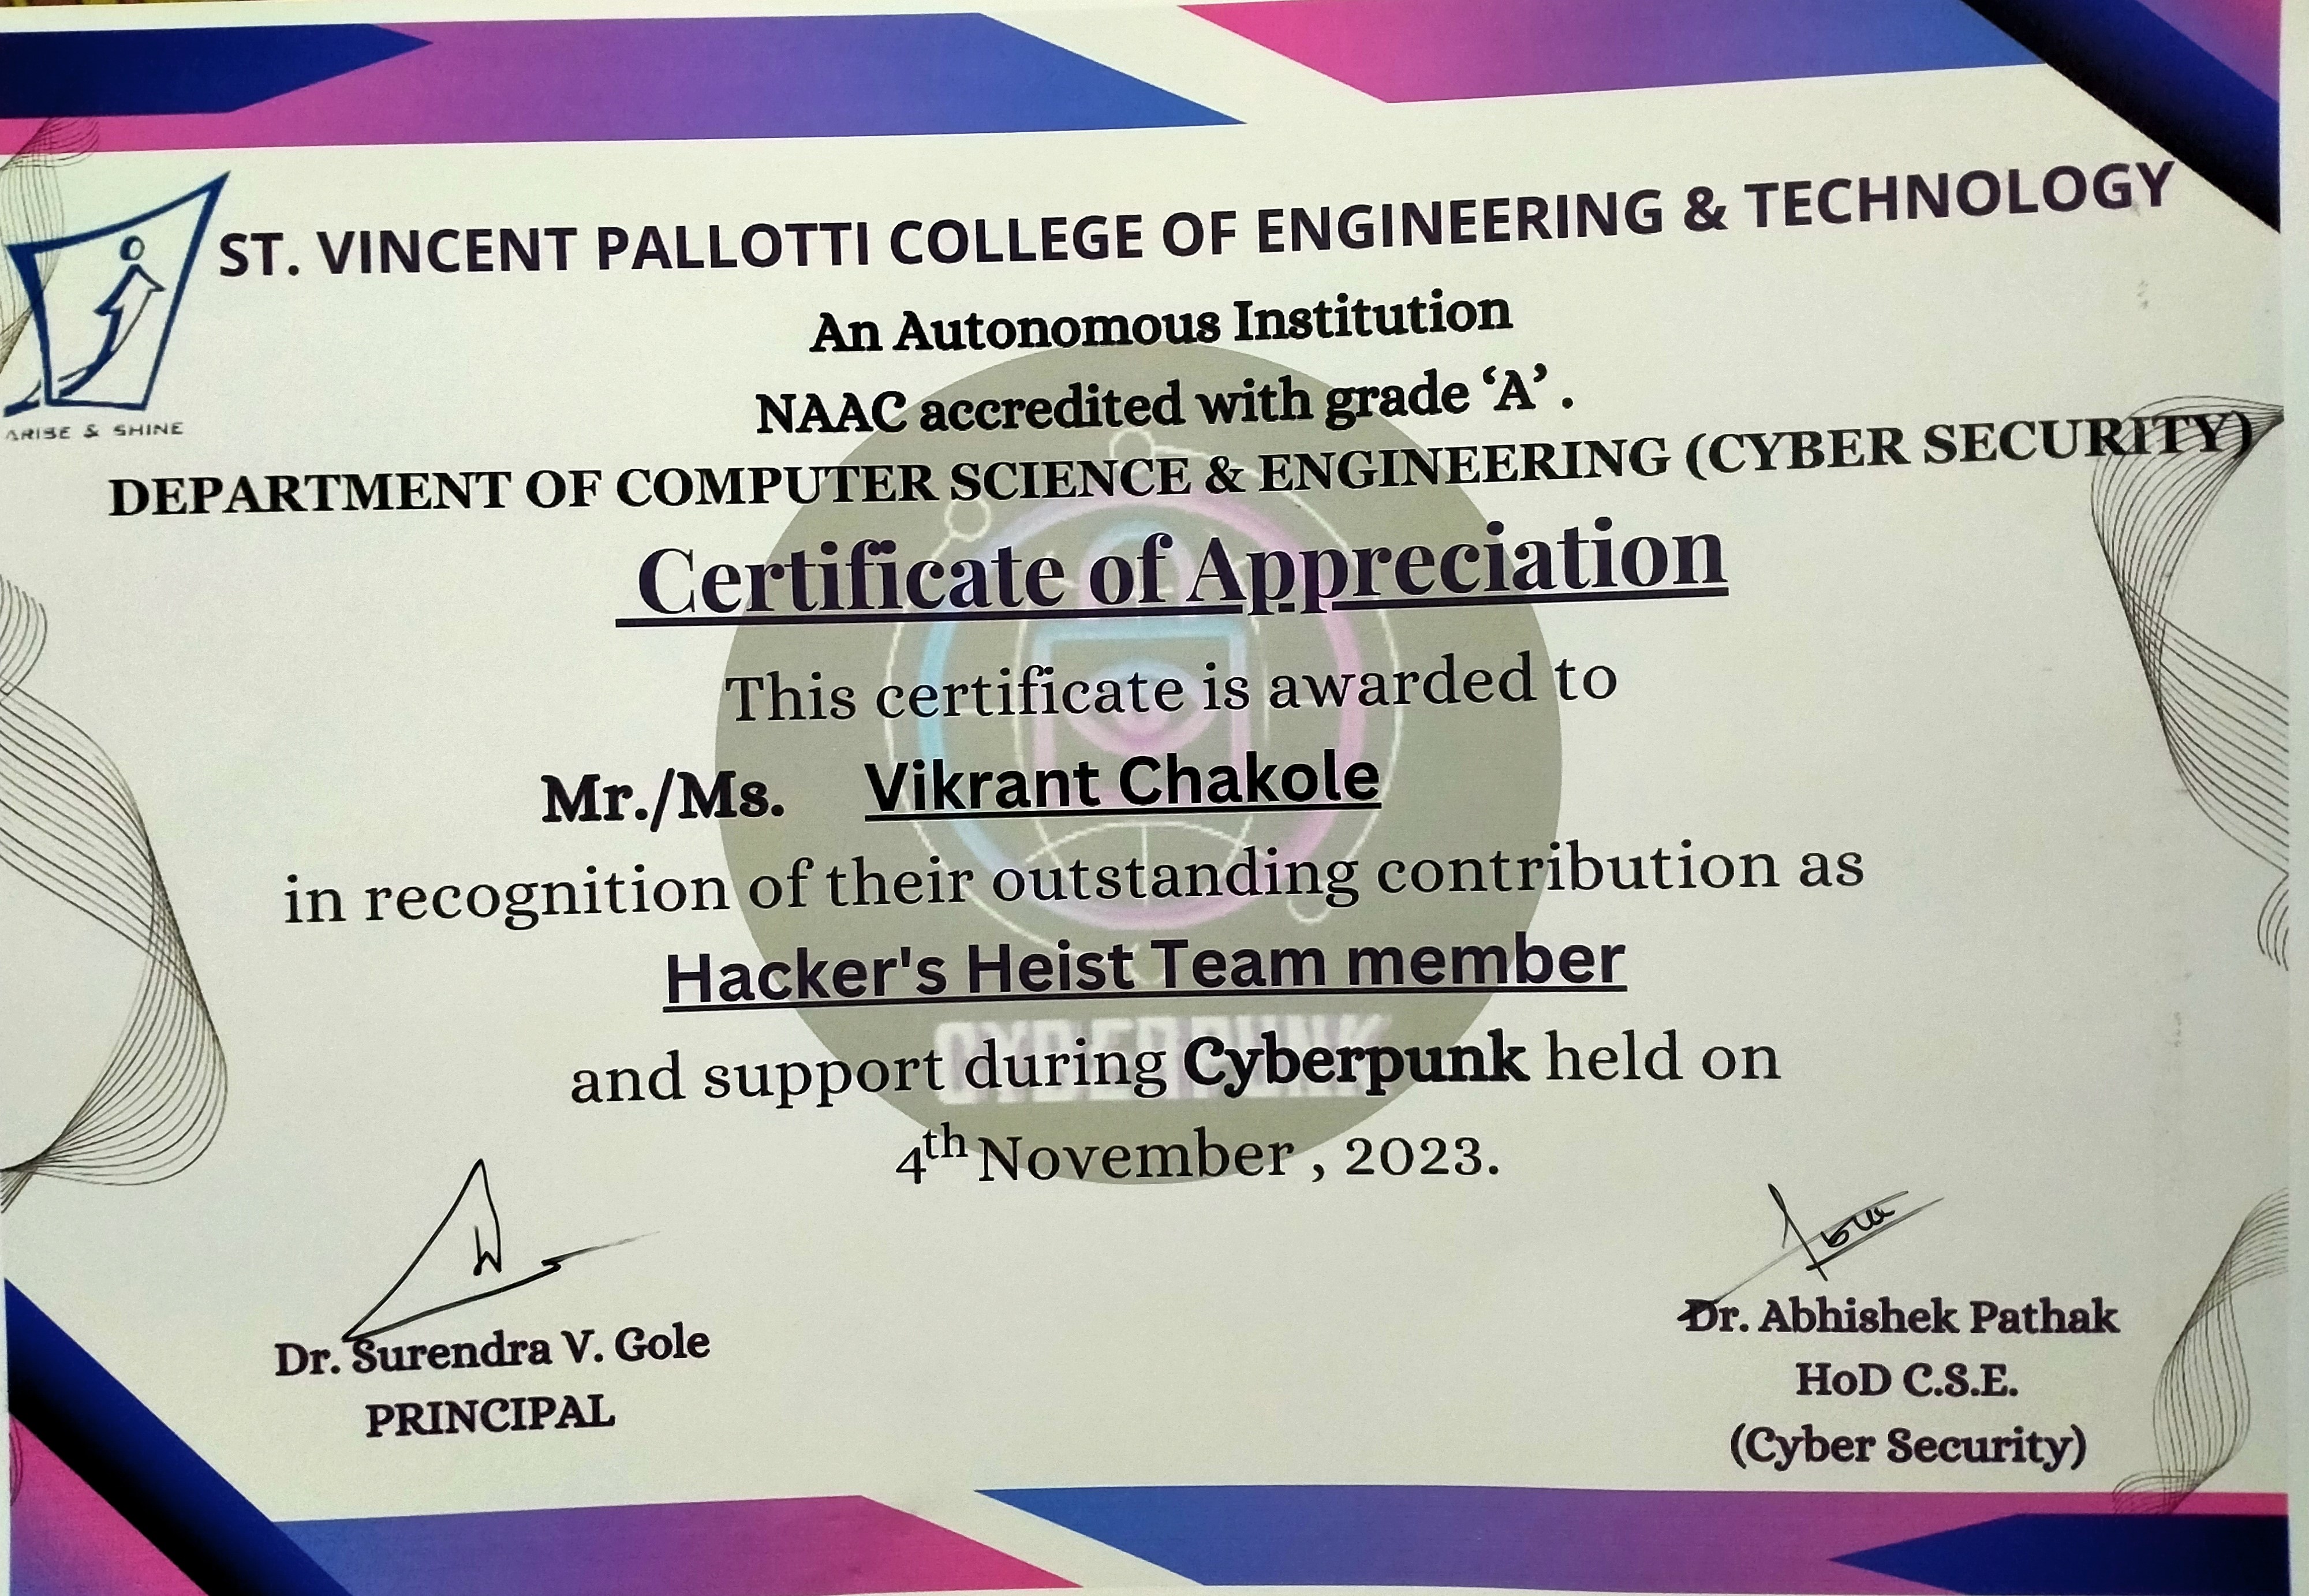 ST. VINCENT PALLOTTI COLLEGE OF ENGINEERING & TECHNOLOGY
ARISE & SHINE
An Autonomous Institution
NAAC accredited with grade ‘A’ .
DEPARTMENT OF COMPUTER SCIENCE & ENGINEERING (CYBER SECURITY)
Certificate of Appreciation
This certificate is awarded to
Mr./Ms. Vikrant Chakole
in recognition of their outstanding contribution as
Hacker's Heist Team member
CYBERPUNK
and support during Cyberpunk held on
4th November , 2023.
Dr. Surendra V. Gole
PRINCIPAL
Dr. Abhishek Pathak
HoD C.S.E.
(Cyber Security)